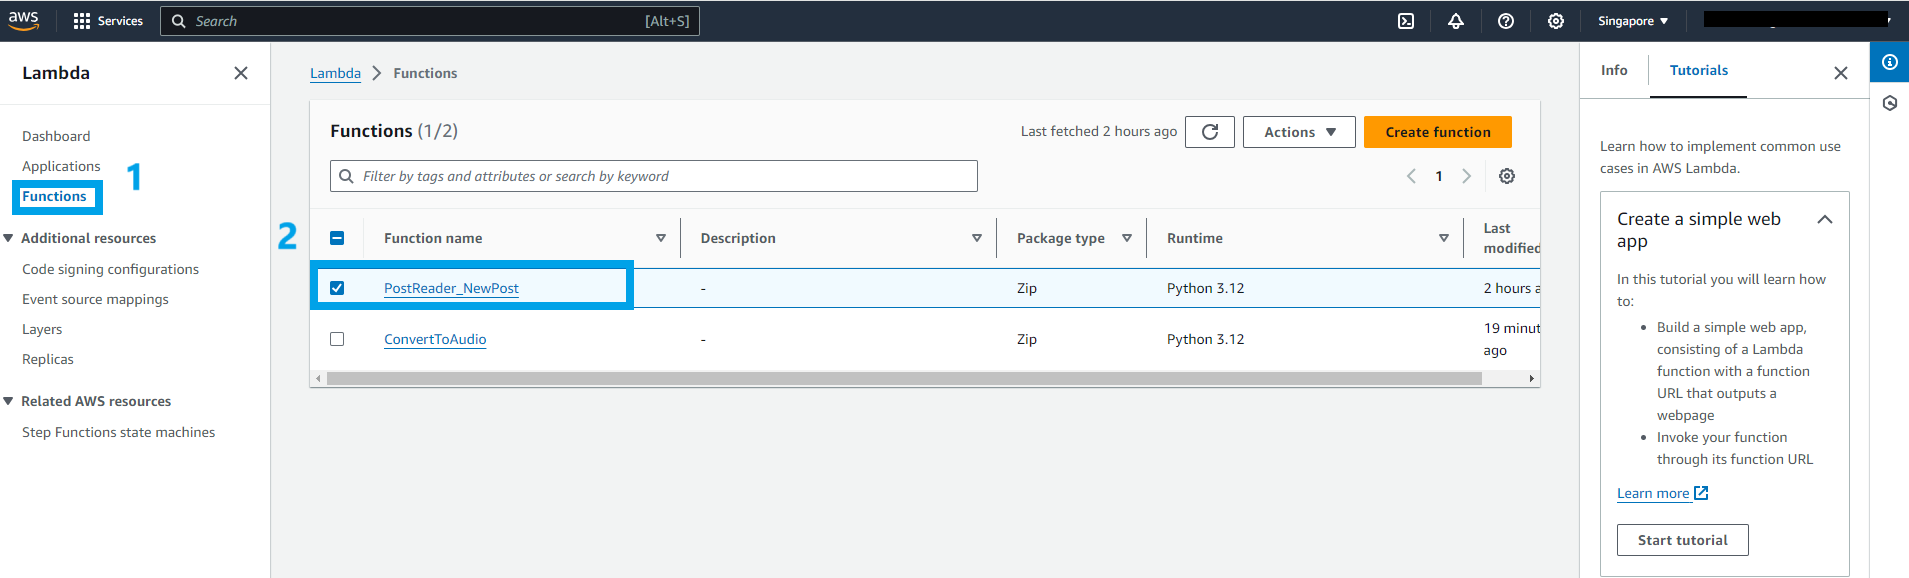 aws
Services
Search
[Alt+S]
Singapore
Lambda
Dashboard
Applications
1
Functions
Additional resources
Code signing configurations
Event source mappings
Layers
Replicas
Related AWS resources
Step Functions state machines
Lambda > Functions
Functions (1/2)
Last fetched 2 hours ago
Actions
Create function
Filter by tags and attributes or search by keyword
1
2
Function name
Description
Package type
Runtime
Last
modified
PostReader_NewPost
-
Zip
Python 3.12
2 hours a
ConvertToAudio
-
Zip
Python 3.12
19 minut
ago
Info
Tutorials
Learn how to implement common use
cases in AWS Lambda.
Create a simple web
app
In this tutorial you will learn how
to:
• Build a simple web app,
consisting of a Lambda
function with a function
URL that outputs a
webpage
• Invoke your function
through its function URL
Learn more
Start tutorial